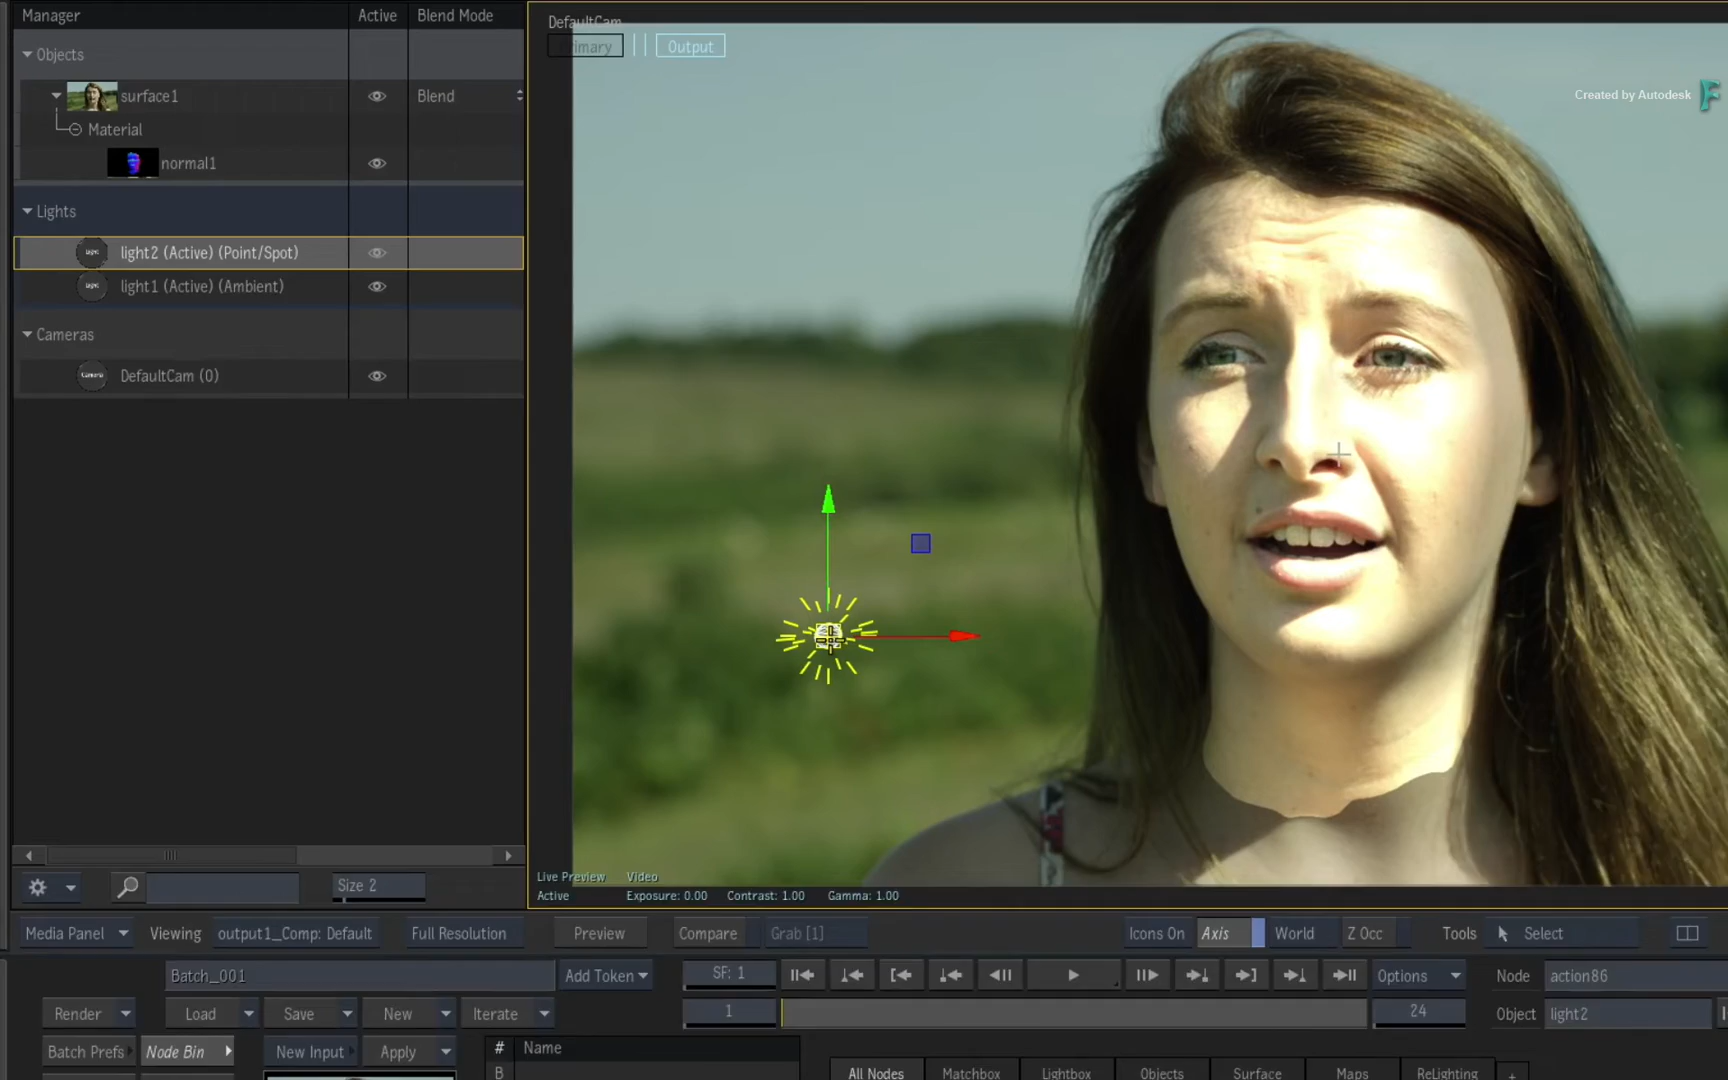 Manager Active Blend Mode
Objects
surface1 Blend
Material
normal1
Lights
light2 (Active) (Point/Spot)
light1 (Active) (Ambient)
Cameras
DefaultCam (0)
Size 2
DefaultCam
Primary Output
Created by Autodesk
Live Preview Video
Active Exposure: 0.00 Contrast: 1.00 Gamma: 1.00
Media Panel Viewing output1_Comp: Default Full Resolution Preview Compare Grab [1] Icons On Axis World Z Occ Tools Select
Batch_001 Add Token SF: 1 Options Node action86
Render Load Save New Iterate 1 24 Object light2
Batch Prefs Node Bin New Input Apply # Name
B All Nodes Matchbox Lightbox Objects Surface Maps ReLighting +